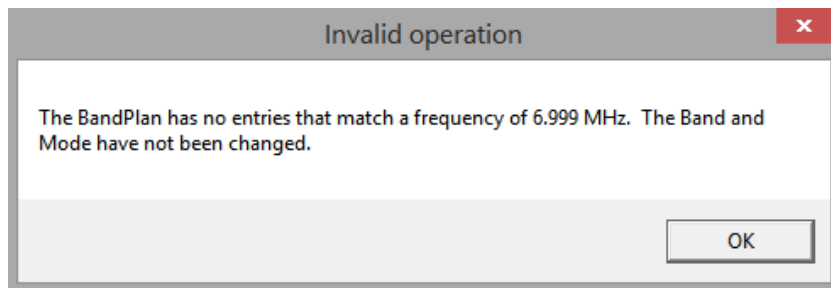 Invalid operation
x
The BandPlan has no entries that match a frequency of 6.999 MHz.  The Band and
Mode have not been changed.
OK